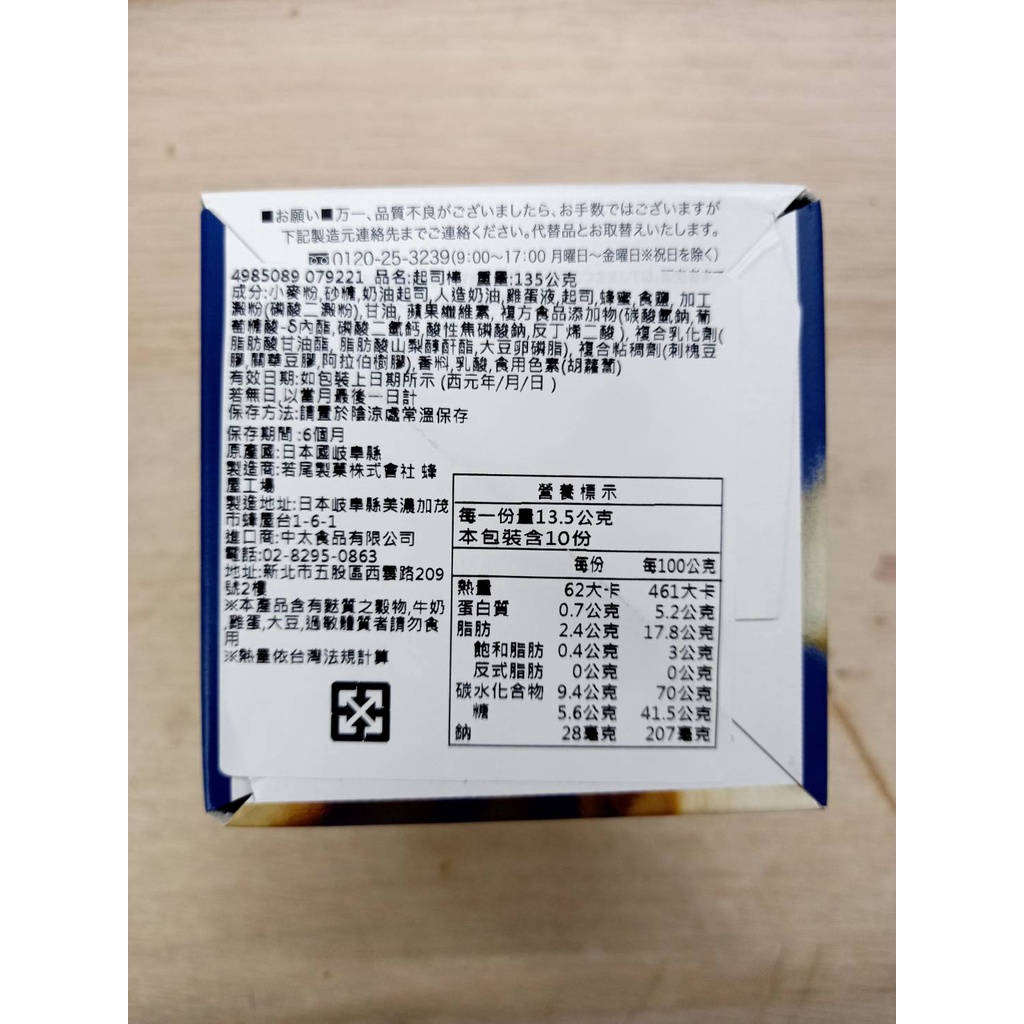 ■お願い■万一、品質不良がございましたら、お手数ではございますが
下記製造元連絡先までご連絡ください。代替品とお取替えいたします。
0120-25-3239(9:00～17:00 月曜日～金曜日※祝日を除く)
4985089 079221 品名:起司棒 重量:135公克
成分:小麥粉,砂糖,奶油起司,人造奶油,雞蛋液,起司,蜂蜜,食鹽, 加工
澱粉(磷酸二澱粉),甘油, 蘋果纖維素, 複方食品添加物(碳酸氫鈉,葡
萄糖酸-δ內酯,磷酸二氫鈣,酸性焦磷酸鈉,反丁烯二酸), 複合乳化劑(
脂肪酸甘油酯, 脂肪酸山梨醇酐酯,大豆卵磷脂), 複合粘稠劑(刺槐豆
膠,關華豆膠,阿拉伯樹膠),香料,乳酸,食用色素(胡蘿蔔)
有效日期:如包裝上日期所示 (西元年/月/日)
若無日,以當月最後一日計
保存方法:請置於陰涼處常溫保存
保存期間:6個月
原產國:日本國岐阜縣
製造商:若尾製菓株式會社 蜂
屋工場
製造地址:日本岐阜縣美濃加茂
市蜂屋台1-6-1
進口商:中太食品有限公司
電話:02-8295-0863
地址:新北市五股區西雲路209
號2樓
※本產品含有麩質之穀物,牛奶
,雞蛋,大豆,過敏體質者請勿食
用
※熱量依台灣法規計算
營養標示
每一份量13.5公克
本包裝含10份
每份 每100公克
熱量 62大卡 461大卡
蛋白質 0.7公克 5.2公克
脂肪 2.4公克 17.8公克
飽和脂肪 0.4公克 3公克
反式脂肪 0公克 0公克
碳水化合物 9.4公克 70公克
糖 5.6公克 41.5公克
鈉 28毫克 207毫克